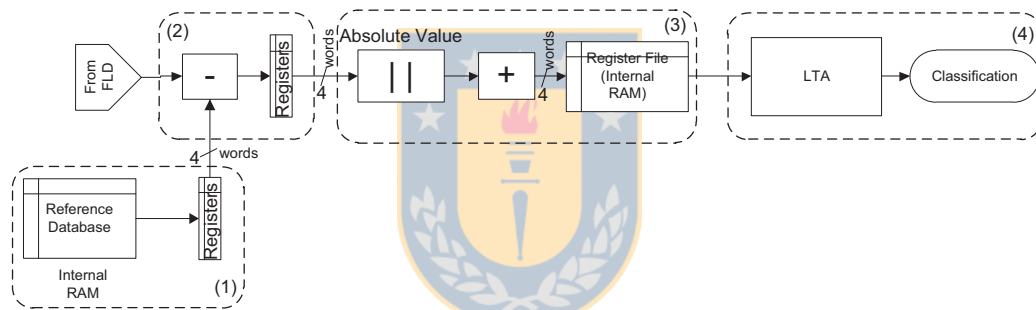 (2)
From
FLD
-
Registers
4 words
Absolute Value
(3)
||
+
4 words
Register File
(Internal
RAM)
(4)
LTA
Classification
4 words
Reference
Database
Registers
Internal
RAM
(1)